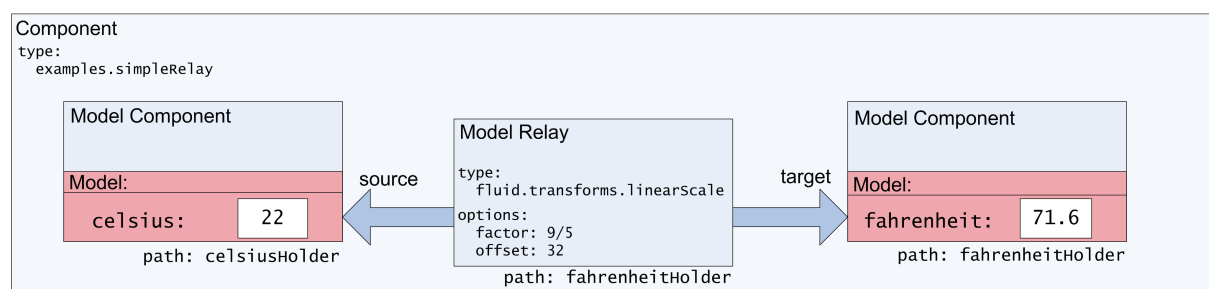 Component
type:
examples.simpleRelay
Model Component
Model:
celsius: 22
path: celsiusHolder
source
Model Relay
type:
fluid.transforms.linearScale
options:
factor: 9/5
offset: 32
path: fahrenheitHolder
target
Model Component
Model:
fahrenheit: 71.6
path: fahrenheitHolder